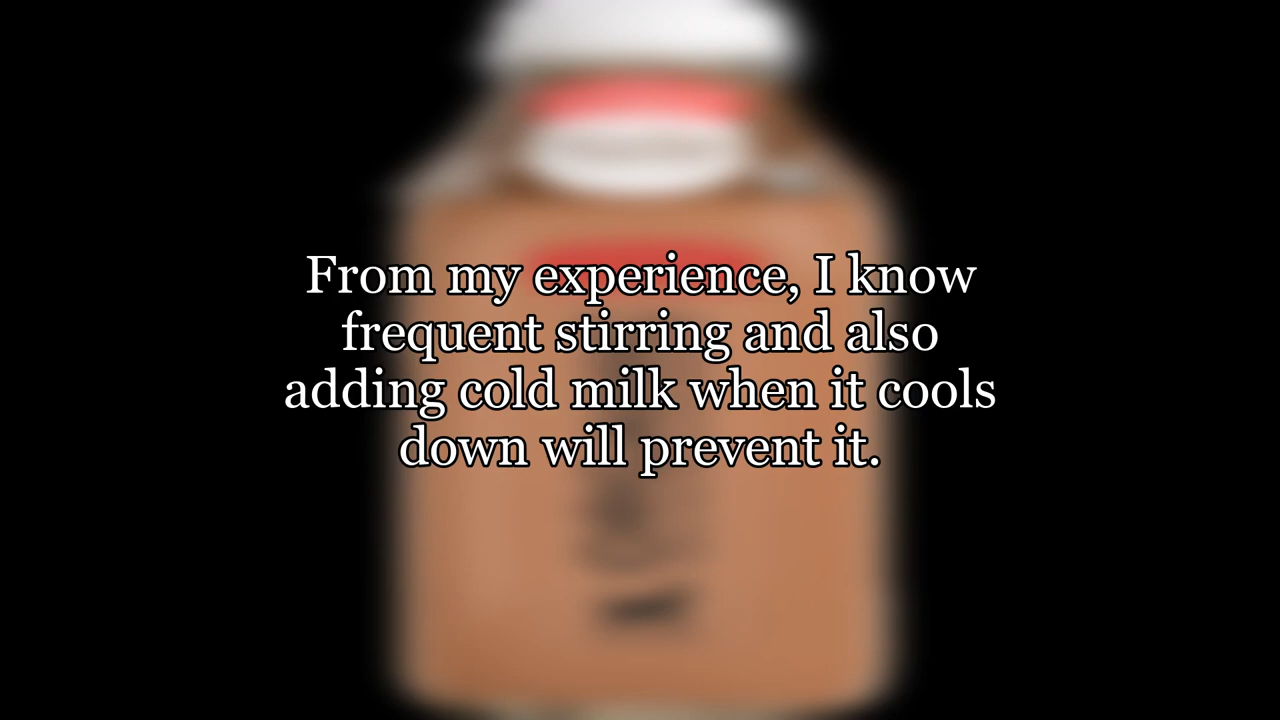 From my experience, I know
frequent stirring and also
adding cold milk when it cools
down will prevent it.